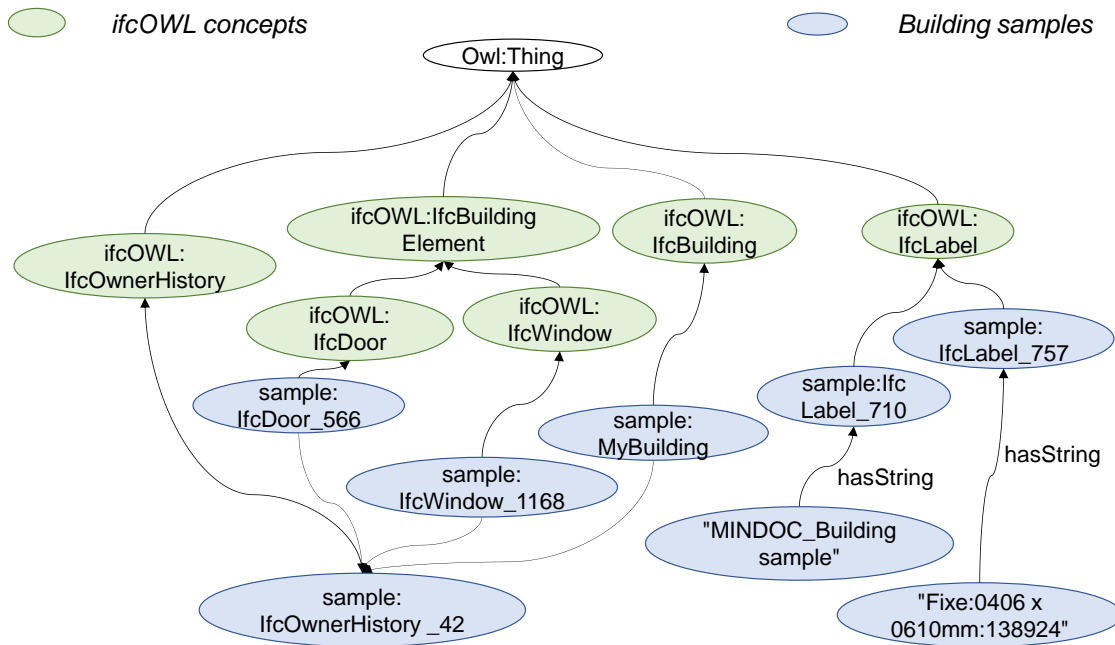 ifcOWL concepts
Building samples
Owl:Thing
ifcOWL:IfcBuilding
Element
ifcOWL:
IfcBuilding
ifcOWL:
IfcLabel
ifcOWL:
IfcOwnerHistory
ifcOWL:
IfcDoor
ifcOWL:
IfcWindow
sample:
IfcLabel_757
sample:
IfcDoor_566
sample:Ifc
Label_710
sample:
MyBuilding
hasString
hasString
sample:
IfcWindow_1168
"MINDOC_Building
sample"
sample:
IfcOwnerHistory _42
"Fixe:0406 x
0610mm:138924"